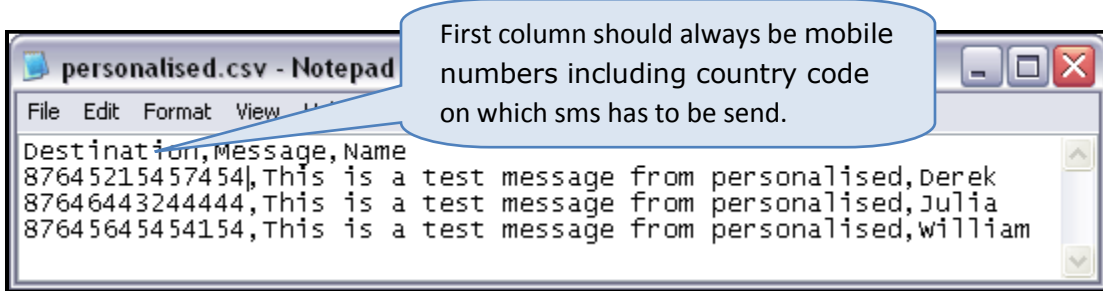 First column should always be mobile
numbers including country code
on which sms has to be send.
personalised.csv - Notepad
File Edit Format View
Destination,Message,Name
87645215457454,This is a test message from personalised,Derek
87646443244444,This is a test message from personalised,Julia
87645645454154,This is a test message from personalised,William